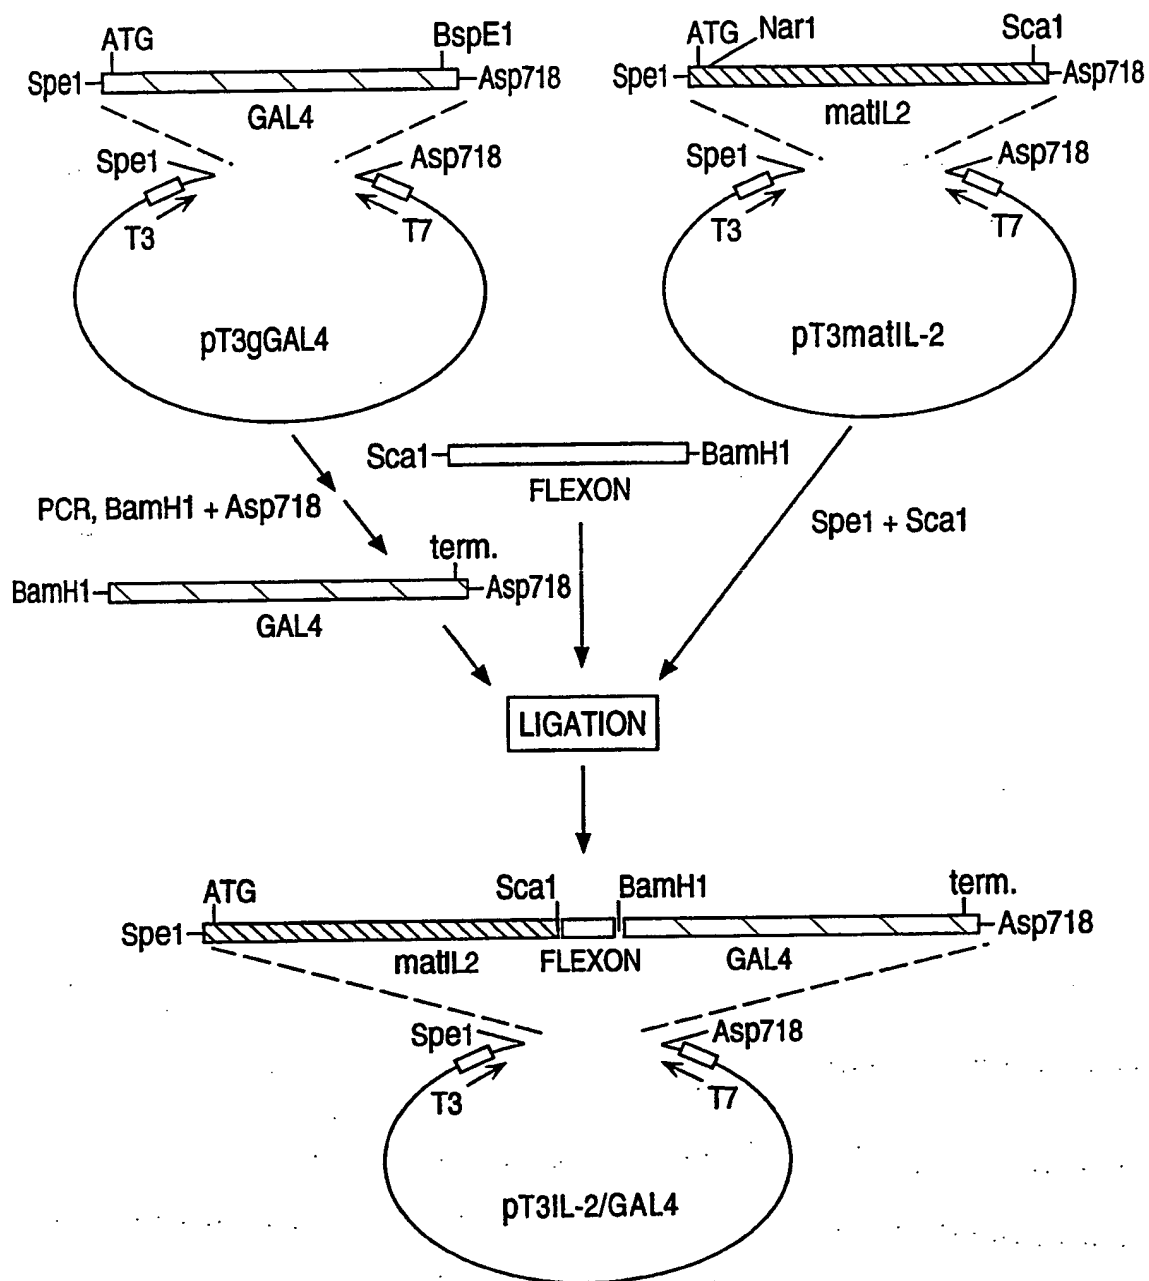 ATG
BspE1
Spe1
Asp718
GAL4
Spe1
Asp718
T3
T7
pT3gGAL4
ATG
Nar1
Sca1
Spe1
Asp718
matIL2
Spe1
Asp718
T3
T7
pT3matIL-2
Sca1
BamH1
FLEXON
PCR, BamH1 + Asp718
Spe1 + Sca1
term.
BamH1
Asp718
GAL4
LIGATION
ATG
Sca1
BamH1
term.
Spe1
Asp718
matIL2
FLEXON
GAL4
Spe1
Asp718
T3
T7
pT3IL-2/GAL4